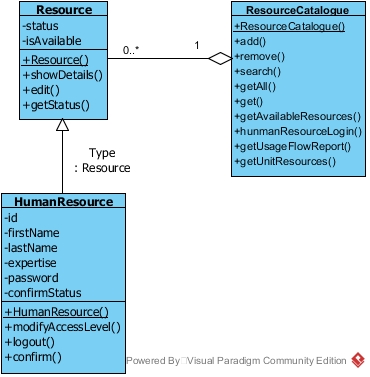 Resource
-status
-isAvailable
+Resource()
+showDetails()
+edit()
+getStatus()
0..*
1
ResourceCatalogue
+ResourceCatalogue()
+add()
+remove()
+search()
+getAll()
+get()
+getAvailableResources()
+hunmanResourceLogin()
+getUsageFlowReport()
+getUnitResources()
Type
: Resource
HumanResource
-id
-firstName
-lastName
-expertise
-password
-confirmStatus
+HumanResource()
+modifyAccessLevel()
+logout()
+confirm()
Powered By Visual Paradigm Community Edition